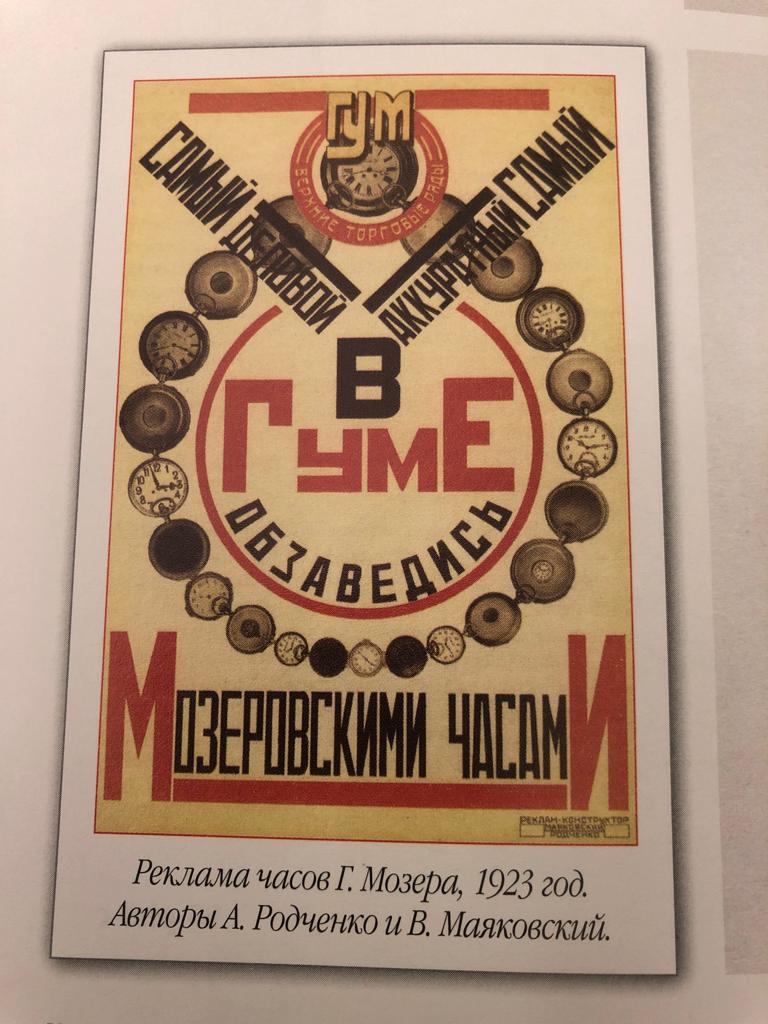 ГУМ
ВЕРХНИЕ ТОРГОВЫЕ РЯДЫ
САМЫЙ ДЕЛОВОЙ
АККУРАТНЫЙ САМЫЙ
В
ГУМЕ
ОБЗАВЕДИСЬ
МОЗЕРОВСКИМИ ЧАСАМИ
РЕКЛАМ-КОНСТРУКТОР
МАЯКОВСКИЙ
РОДЧЕНКО
Реклама часов Г. Мозера, 1923 год.
Авторы А. Родченко и В. Маяковский.